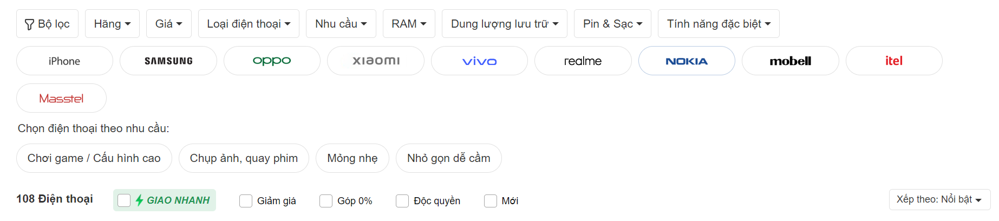 Bộ lọc Hãng Giá Loại điện thoại Nhu cầu RAM Dung lượng lưu trữ Pin & Sạc Tính năng đặc biệt
iPhone SAMSUNG oppo xiaomi vivo realme NOKIA mobell itel
Masstel
Chọn điện thoại theo nhu cầu:
Chơi game / Cấu hình cao Chụp ảnh, quay phim Mỏng nhẹ Nhỏ gọn dễ cầm
108 Điện thoại GIAO NHANH Giảm giá Góp 0% Độc quyền Mới Xếp theo: Nổi bật